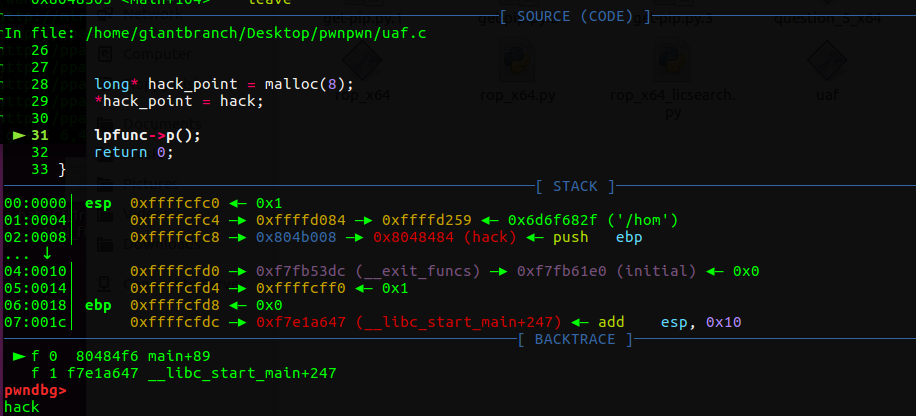 0x8048505 <main+104>    leave
[ SOURCE (CODE) ]
In file: /home/giantbranch/Desktop/pwnpwn/uaf.c
26
27
28     long* hack_point = malloc(8);
29     *hack_point = hack;
30
► 31     lpfunc->p();
32     return 0;
33 }
[ STACK ]
00:0000│ esp  0xffffcfc0 ◂— 0x1
01:0004│      0xffffcfc4 —▸ 0xffffd084 —▸ 0xffffd259 ◂— 0x6d6f682f ('/hom')
02:0008│      0xffffcfc8 —▸ 0x804b008 —▸ 0x8048484 (hack) ◂— push   ebp
... ↓
04:0010│      0xffffcfd0 —▸ 0xf7fb53dc (__exit_funcs) —▸ 0xf7fb61e0 (initial) ◂— 0x0
05:0014│      0xffffcfd4 —▸ 0xffffcff0 ◂— 0x1
06:0018│ ebp  0xffffcfd8 ◂— 0x0
07:001c│      0xffffcfdc —▸ 0xf7e1a647 (__libc_start_main+247) ◂— add    esp, 0x10
[ BACKTRACE ]
► f 0  80484f6 main+89
f 1 f7e1a647 __libc_start_main+247
pwndbg>
hack
Computer
rop_x64
rop_x64.py
rop_x64_licsearch.
py
uaf
Documents
Pictures